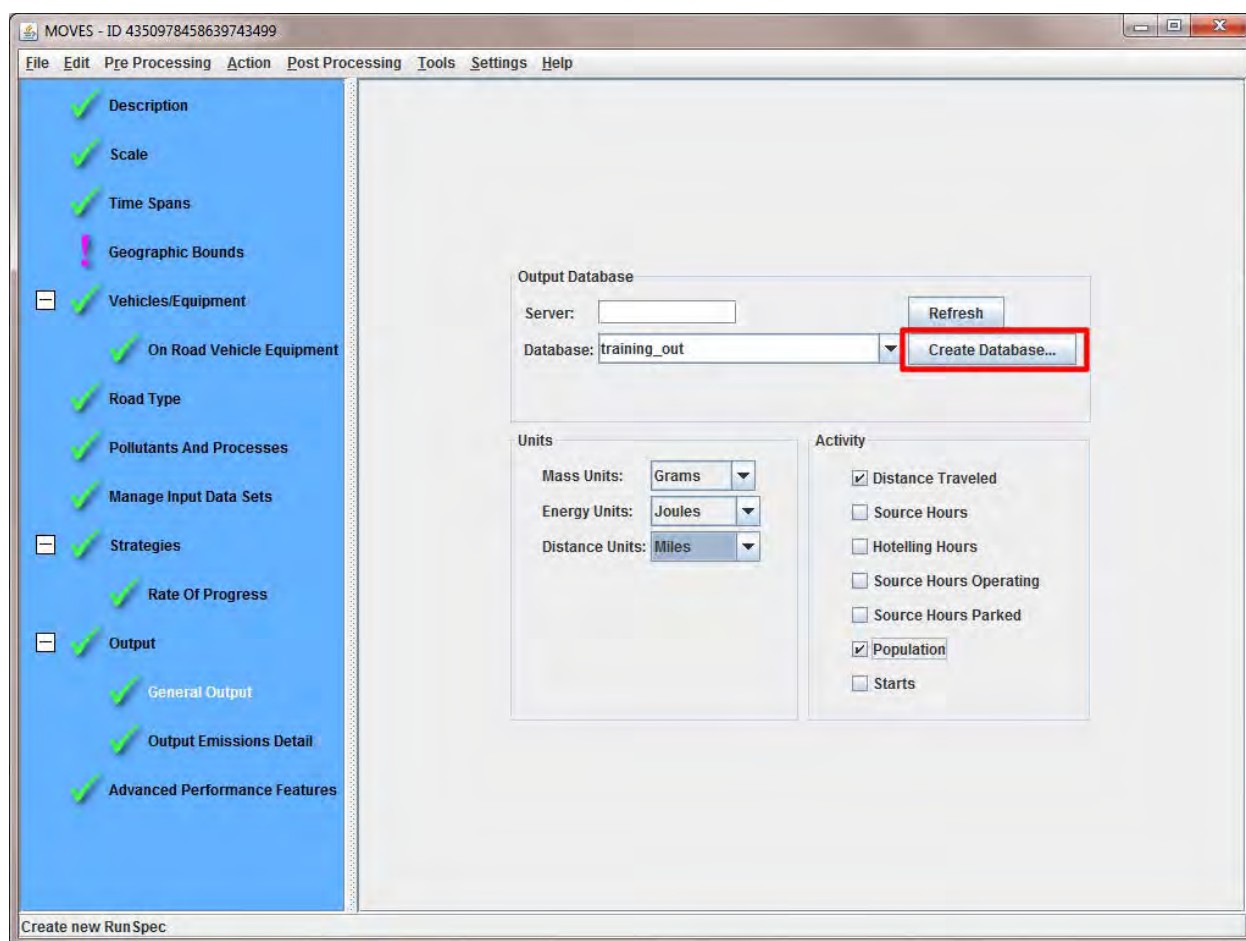 MOVES - ID 4350978458639743499
File Edit Pre Processing Action Post Processing Tools Settings Help
Description
Scale
Time Spans
Geographic Bounds
Vehicles/Equipment
On Road Vehicle Equipment
Road Type
Pollutants And Processes
Manage Input Data Sets
Strategies
Rate Of Progress
Output
General Output
Output Emissions Detail
Advanced Performance Features
Output Database
Server:
Refresh
Database: training_out
Create Database...
Units
Mass Units: Grams
Energy Units: Joules
Distance Units: Miles
Activity
Distance Traveled
Source Hours
Hotelling Hours
Source Hours Operating
Source Hours Parked
Population
Starts
Create new RunSpec